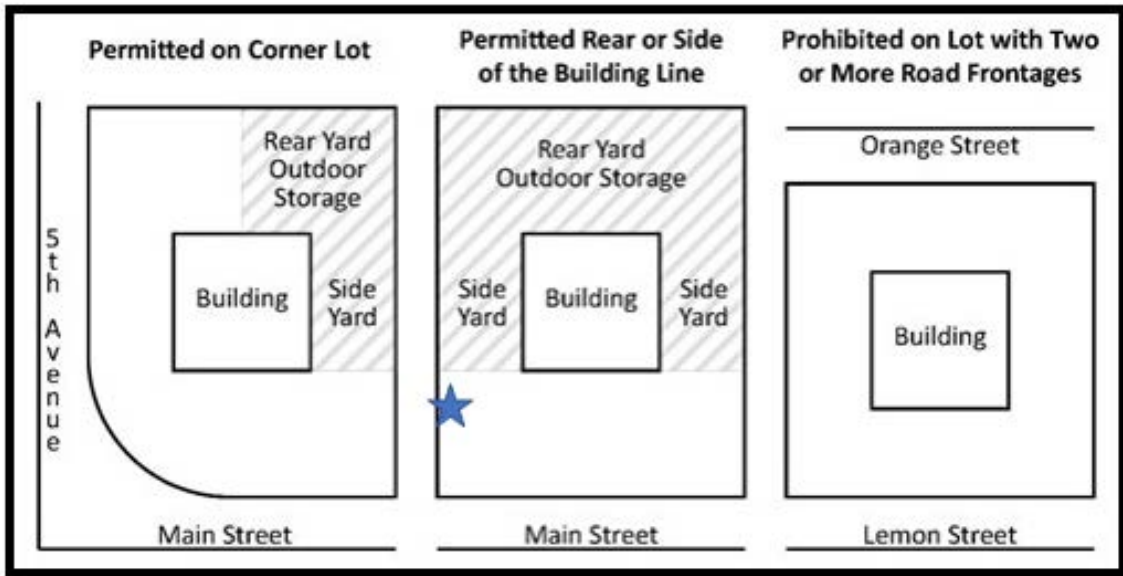 Permitted on Corner Lot
5th Avenue
Rear Yard
Outdoor
Storage
Building
Side
Yard
Main Street
Permitted Rear or Side
of the Building Line
Rear Yard
Outdoor Storage
Side
Yard
Building
Side
Yard
Main Street
Prohibited on Lot with Two
or More Road Frontages
Orange Street
Building
Lemon Street